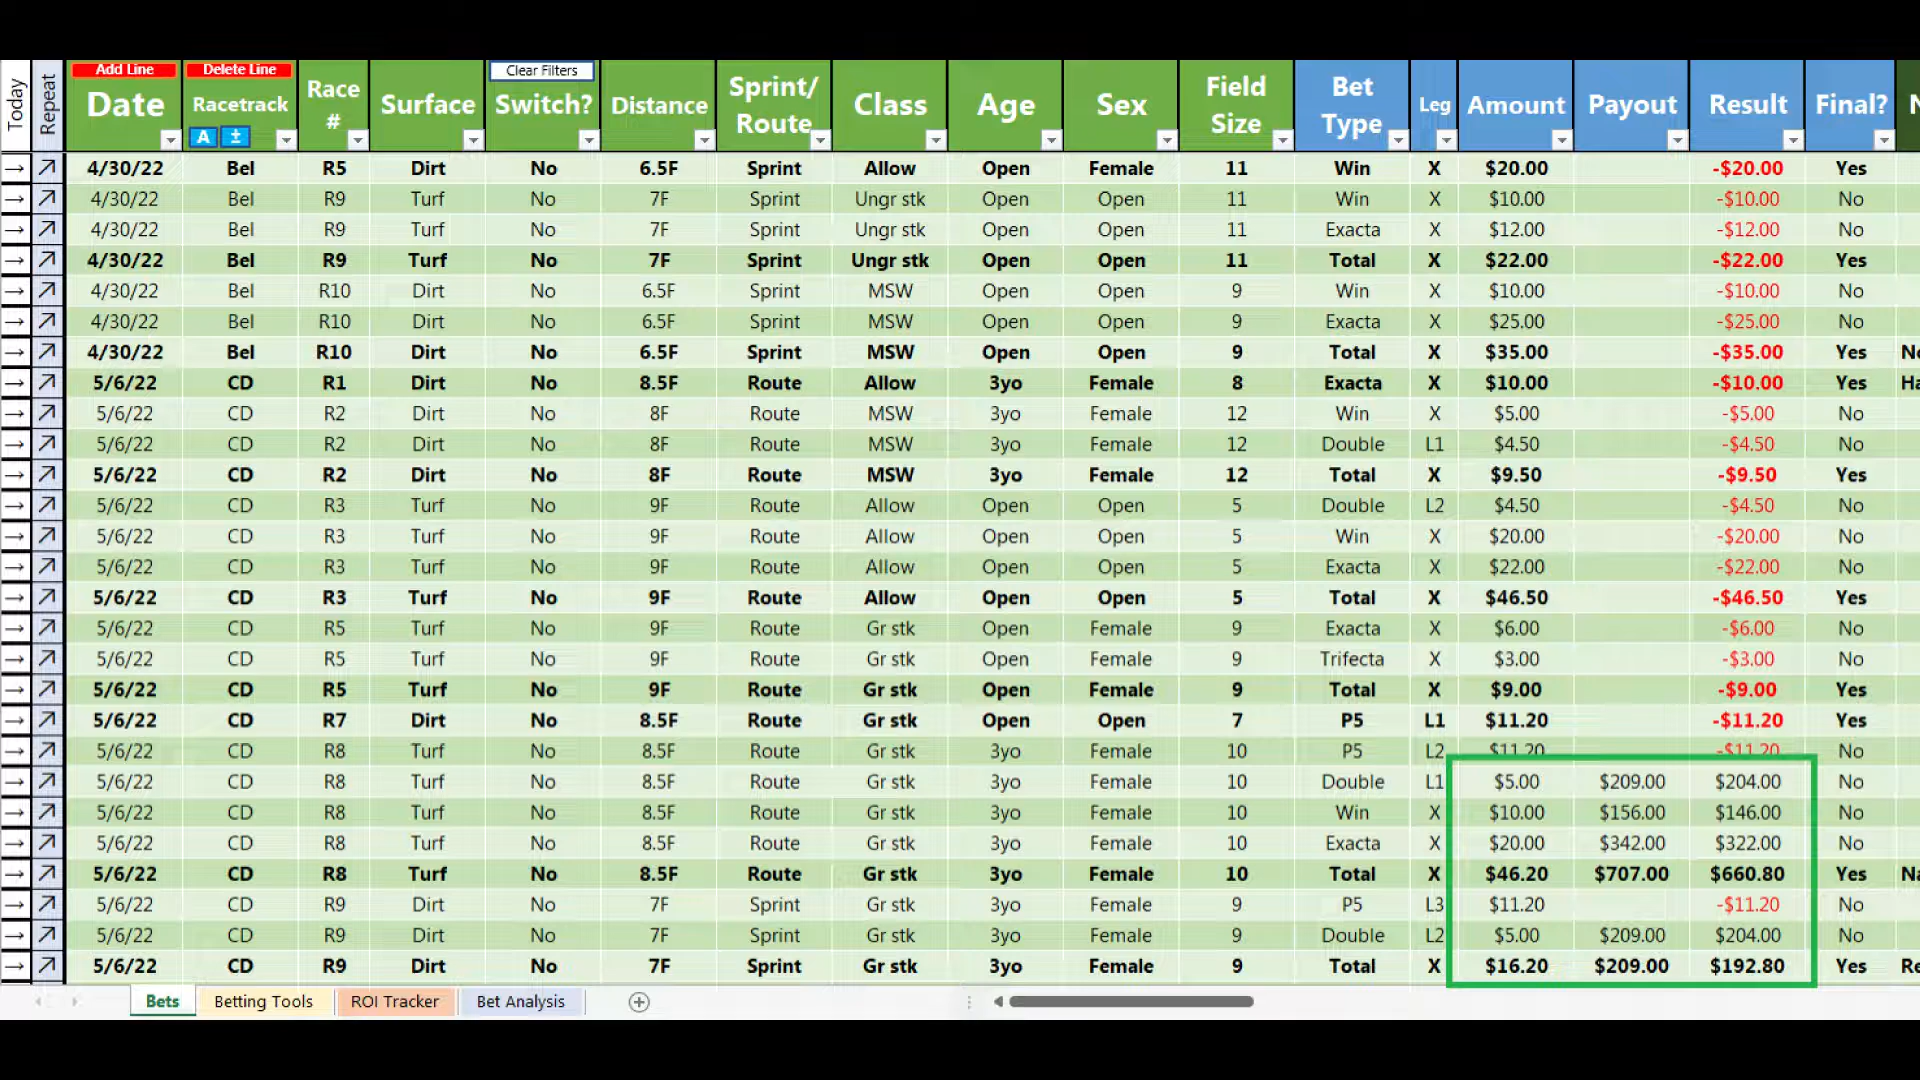 Today Repeat Add Line Date Delete Line Racetrack A ± Race # Surface Clear Filters Switch? Distance Sprint/ Route Class Age Sex Field Size Bet Type Leg Amount Payout Result Final?
→ 4/30/22 Bel R5 Dirt No 6.5F Sprint Allow Open Female 11 Win X $20.00 -$20.00 Yes
→ 4/30/22 Bel R9 Turf No 7F Sprint Ungr stk Open Open 11 Win X $10.00 -$10.00 No
→ 4/30/22 Bel R9 Turf No 7F Sprint Ungr stk Open Open 11 Exacta X $12.00 -$12.00 No
→ 4/30/22 Bel R9 Turf No 7F Sprint Ungr stk Open Open 11 Total X $22.00 -$22.00 Yes
→ 4/30/22 Bel R10 Dirt No 6.5F Sprint MSW Open Open 9 Win X $10.00 -$10.00 No
→ 4/30/22 Bel R10 Dirt No 6.5F Sprint MSW Open Open 9 Exacta X $25.00 -$25.00 No
→ 4/30/22 Bel R10 Dirt No 6.5F Sprint MSW Open Open 9 Total X $35.00 -$35.00 Yes
→ 5/6/22 CD R1 Dirt No 8.5F Route Allow 3yo Female 8 Exacta X $10.00 -$10.00 Yes Ha
→ 5/6/22 CD R2 Dirt No 8F Route MSW 3yo Female 12 Win X $5.00 -$5.00 No
→ 5/6/22 CD R2 Dirt No 8F Route MSW 3yo Female 12 Double L1 $4.50 -$4.50 No
→ 5/6/22 CD R2 Dirt No 8F Route MSW 3yo Female 12 Total X $9.50 -$9.50 Yes
→ 5/6/22 CD R3 Turf No 9F Route Allow Open Open 5 Double L2 $4.50 -$4.50 No
→ 5/6/22 CD R3 Turf No 9F Route Allow Open Open 5 Win X $20.00 -$20.00 No
→ 5/6/22 CD R3 Turf No 9F Route Allow Open Open 5 Exacta X $22.00 -$22.00 No
→ 5/6/22 CD R3 Turf No 9F Route Allow Open Open 5 Total X $46.50 -$46.50 Yes
→ 5/6/22 CD R5 Turf No 9F Route Gr stk Open Female 9 Exacta X $6.00 -$6.00 No
→ 5/6/22 CD R5 Turf No 9F Route Gr stk Open Female 9 Trifecta X $3.00 -$3.00 No
→ 5/6/22 CD R5 Turf No 9F Route Gr stk Open Female 9 Total X $9.00 -$9.00 Yes
→ 5/6/22 CD R7 Dirt No 8.5F Route Gr stk Open Open 7 P5 L1 $11.20 -$11.20 Yes
→ 5/6/22 CD R8 Turf No 8.5F Route Gr stk 3yo Female 10 P5 L2 $11.20 -$11.20 No
→ 5/6/22 CD R8 Turf No 8.5F Route Gr stk 3yo Female 10 Double L1 $5.00 $209.00 $204.00 No
→ 5/6/22 CD R8 Turf No 8.5F Route Gr stk 3yo Female 10 Win X $10.00 $156.00 $146.00 No
→ 5/6/22 CD R8 Turf No 8.5F Route Gr stk 3yo Female 10 Exacta X $20.00 $342.00 $322.00 No
→ 5/6/22 CD R8 Turf No 8.5F Route Gr stk 3yo Female 10 Total X $46.20 $707.00 $660.80 Yes Na
→ 5/6/22 CD R9 Dirt No 7F Sprint Gr stk 3yo Female 9 P5 L3 $11.20 -$11.20 No
→ 5/6/22 CD R9 Dirt No 7F Sprint Gr stk 3yo Female 9 Double L2 $5.00 $209.00 $204.00 No
→ 5/6/22 CD R9 Dirt No 7F Sprint Gr stk 3yo Female 9 Total X $16.20 $209.00 $192.80 Yes
Bets Betting Tools ROI Tracker Bet Analysis